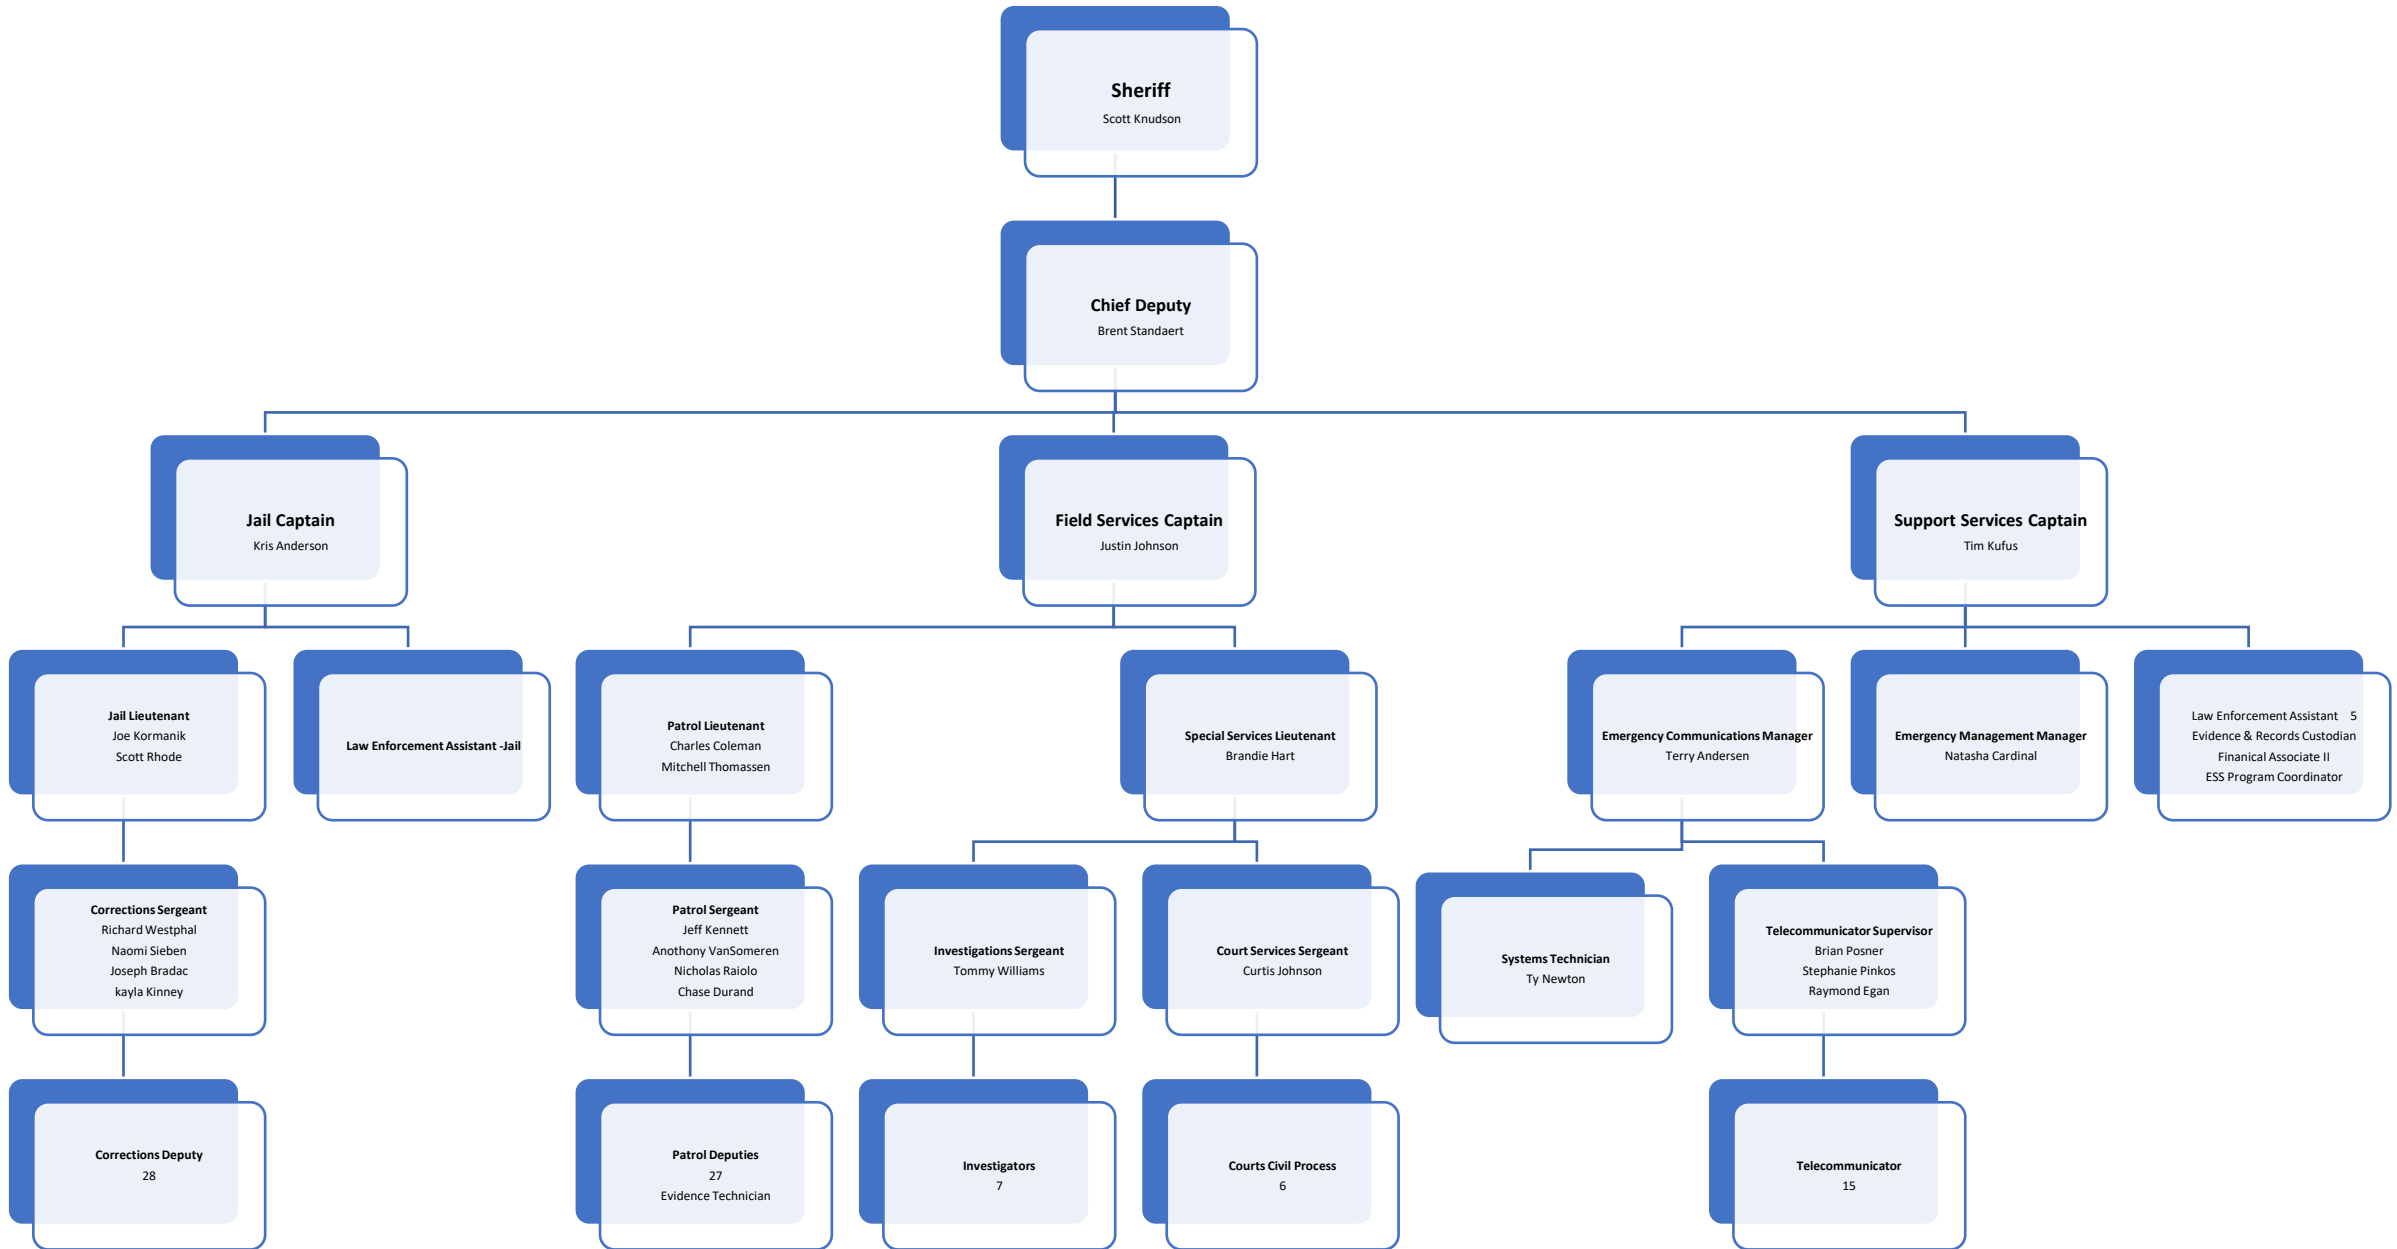 Sheriff
Scott Knudson
Chief Deputy
Brent Standaert
Jail Captain
Kris Anderson
Field Services Captain
Justin Johnson
Support Services Captain
Tim Kufus
Jail Lieutenant
Joe Kormanik
Scott Rhode
Law Enforcement Assistant -Jail
Patrol Lieutenant
Charles Coleman
Mitchell Thomassen
Special Services Lieutenant
Brandie Hart
Emergency Communications Manager
Terry Andersen
Emergency Management Manager
Natasha Cardinal
Law Enforcement Assistant 5
Evidence & Records Custodian
Finanical Associate II
ESS Program Coordinator
Corrections Sergeant
Richard Westphal
Naomi Sieben
Joseph Bradac
kayla Kinney
Patrol Sergeant
Jeff Kennett
Anothony VanSomeren
Nicholas Raiolo
Chase Durand
Investigations Sergeant
Tommy Williams
Court Services Sergeant
Curtis Johnson
Systems Technician
Ty Newton
Telecommunicator Supervisor
Brian Posner
Stephanie Pinkos
Raymond Egan
Corrections Deputy
28
Patrol Deputies
27
Evidence Technician
Investigators
7
Courts Civil Process
6
Telecommunicator
15